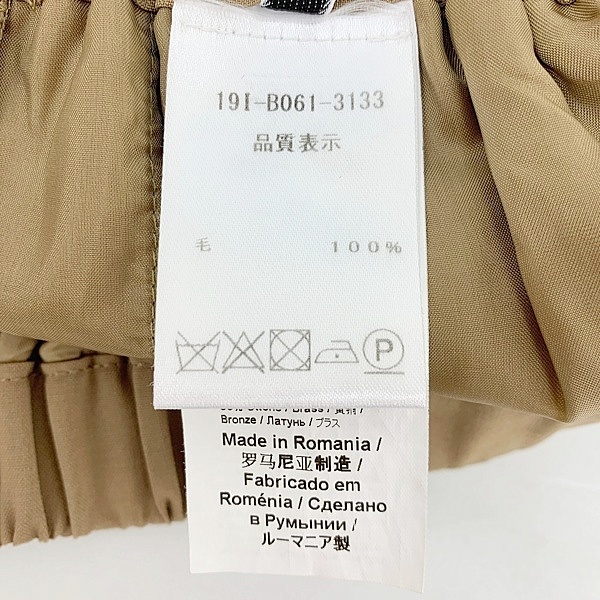 19I-B061-3133
品質表示
毛 100%
P
Bronze / Латунь / ブラス
Made in Romania /
罗马尼亚制造 /
Fabricado em
Roménia / Сделано
в Румынии /
ルーマニア製